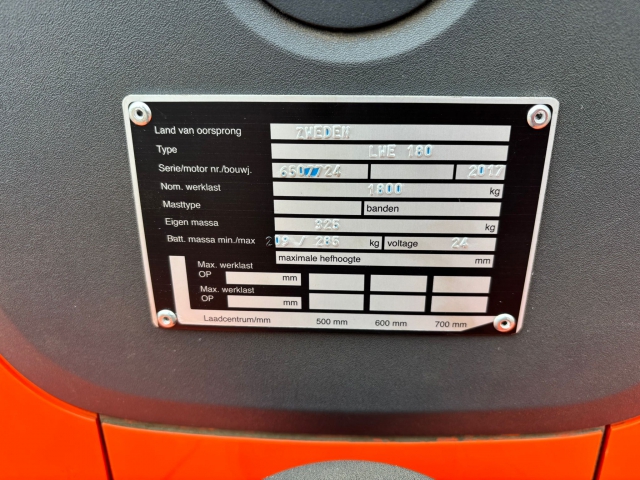 Land van oorsprong ZWEDEN
Type LWE 180
Serie/motor nr./bouwj. 2017
Nom. werklast 1800 kg
Masttype banden
Eigen massa kg
Batt. massa min./max kg voltage 24
maximale hefhoogte mm
Max. werklast
OP mm
Max. werklast
OP mm
Laadcentrum/mm 500 mm 600 mm 700 mm